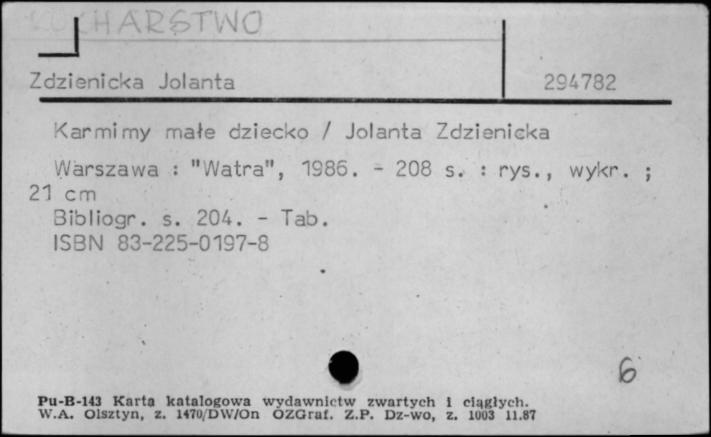 KUCHARSTWO
Zdzienicka Jolanta 294782
Karmimy małe dziecko / Jolanta Zdzienicka
Warszawa : "Watra", 1986. - 208 s. : rys., wykr. ;
21 cm
Bibliogr. s. 204. - Tab.
ISBN 83-225-0197-8
6
Pu-B-143 Karta katalogowa wydawnictw zwartych i ciągłych.
W.A. Olsztyn, z. 1470/DW/On OZGraf. Z.P. Dz-wo, z. 1003 11.87